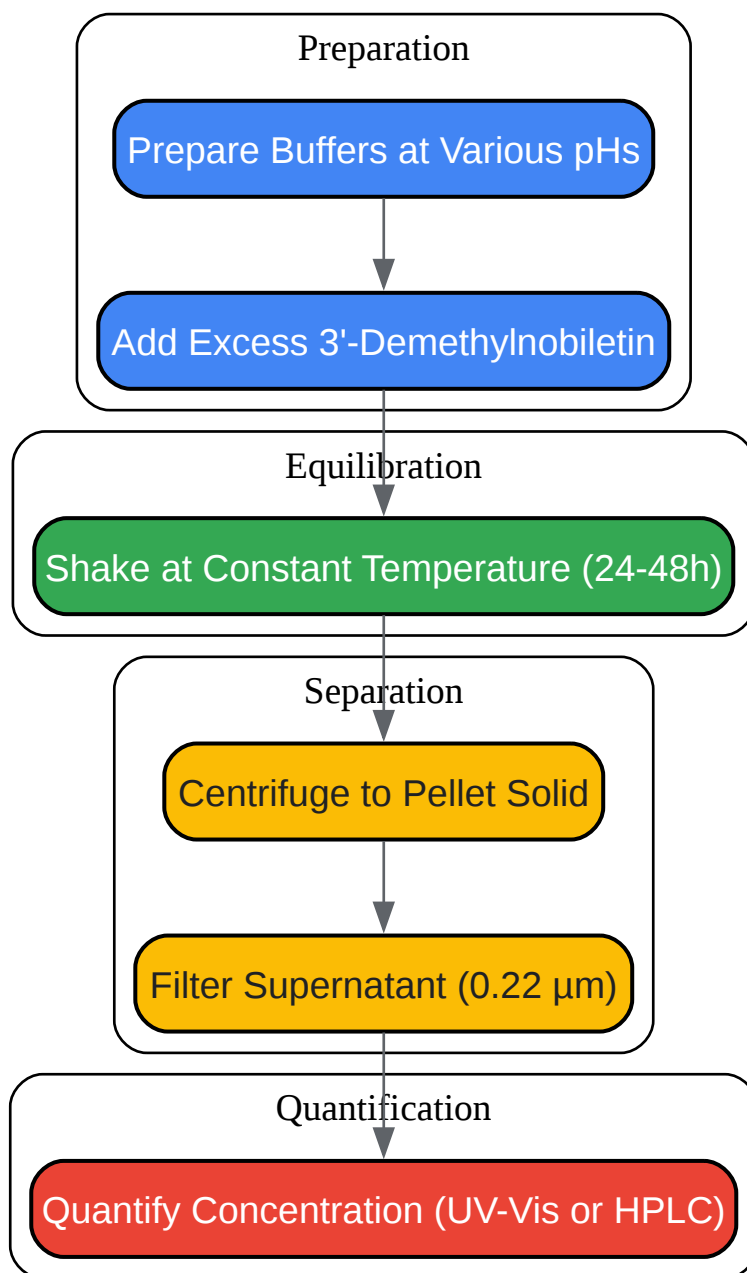 Preparation
Prepare Buffers at Various pHs
Add Excess 3'-Demethylnobiletin
Equilibration
Shake at Constant Temperature (24-48h)
Separation
Centrifuge to Pellet Solid
Filter Supernatant (0.22 µm)
Quantification
Quantify Concentration (UV-Vis or HPLC)